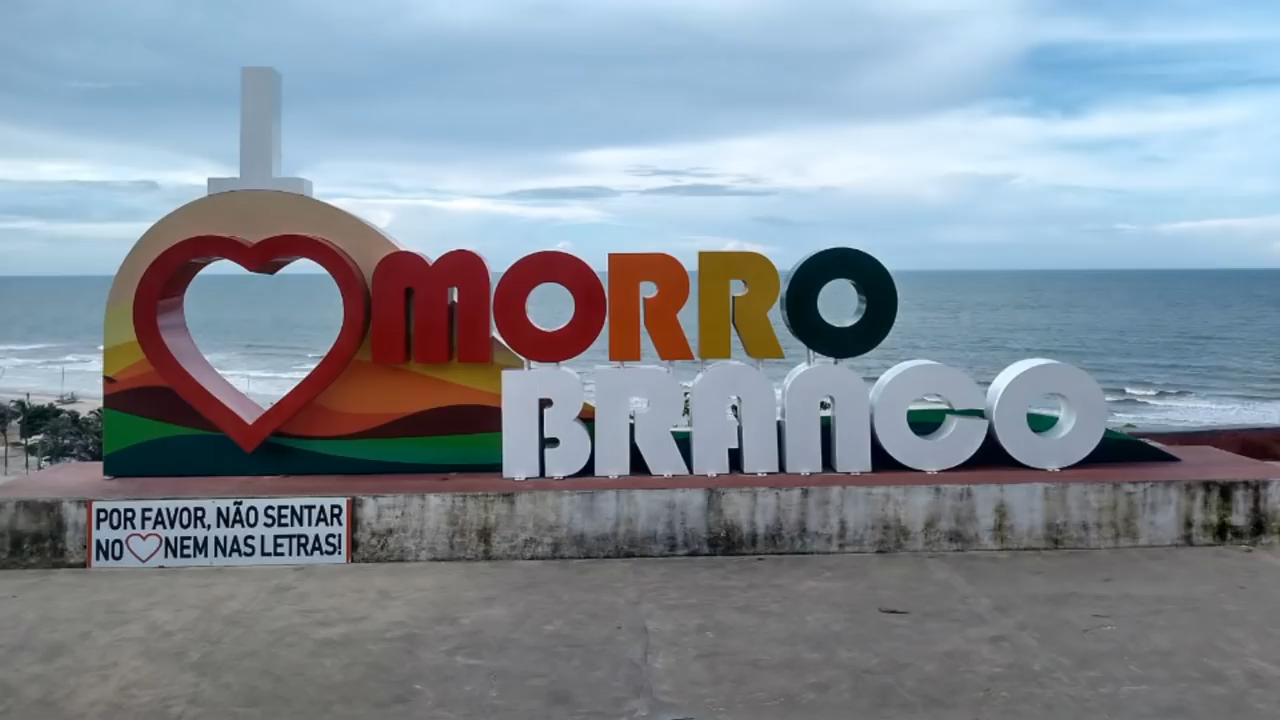 MORRO
BRANCO
POR FAVOR, NÃO SENTAR
NO NEM NAS LETRAS!